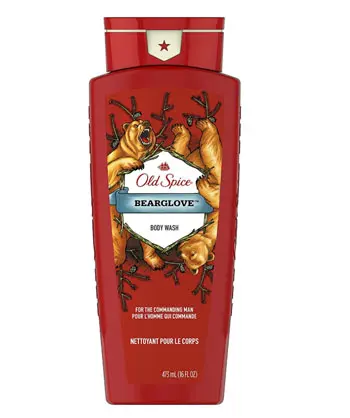 Old Spice
BEARGLOVE™
BODY WASH
FOR THE COMMANDING MAN
POUR L'HOMME QUI COMMANDE
NETTOYANT POUR LE CORPS
473 mL (16 FL OZ)